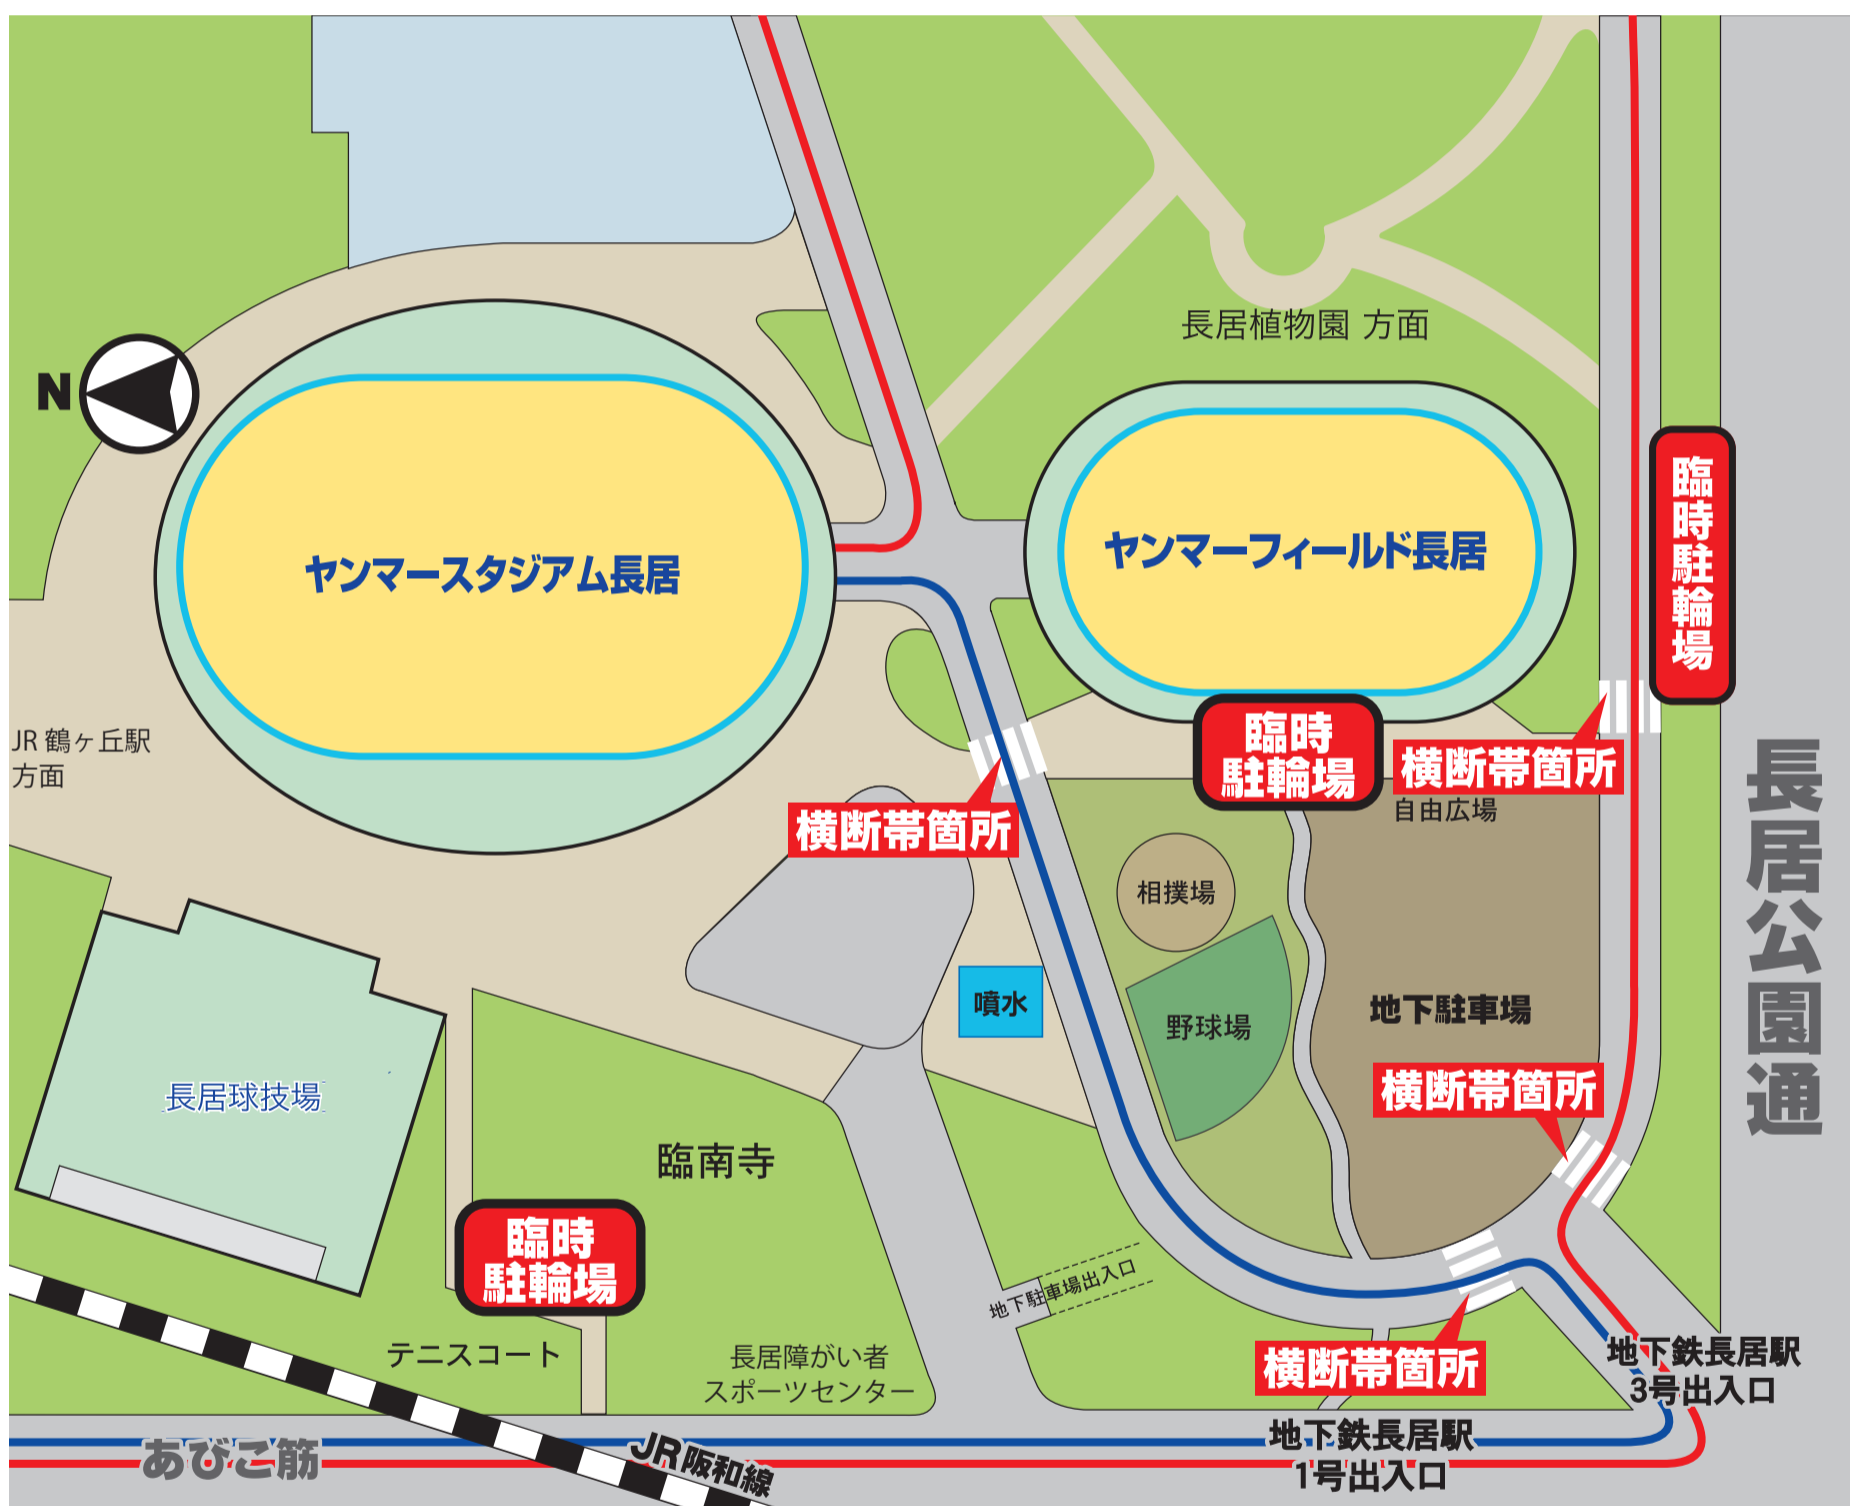 長居植物園 方面
N
ヤンマースタジアム長居
ヤンマーフィールド長居
臨時駐輪場
JR 鶴ヶ丘駅
方面
臨時
駐輪場
横断帯箇所
自由広場
横断帯箇所
長居公園通
相撲場
噴水
野球場
地下駐車場
横断帯箇所
長居球技場
臨南寺
臨時
駐輪場
地下駐車場出入口
テニスコート
長居障がい者
スポーツセンター
横断帯箇所
地下鉄長居駅
3号出入口
あびこ筋
JR阪和線
地下鉄長居駅
1号出入口